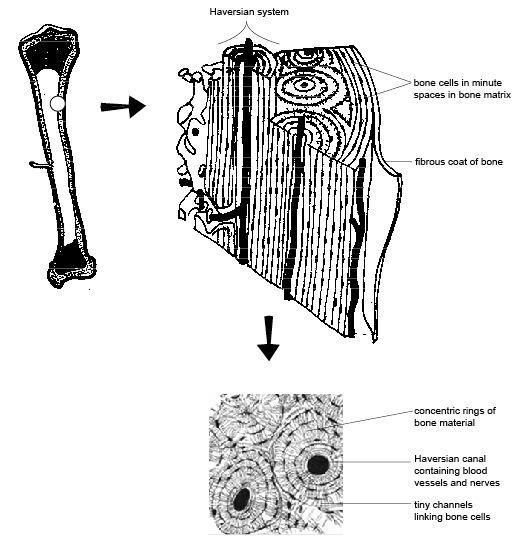 Haversian system
bone cells in minute
spaces in bone matrix
fibrous coat of bone
concentric rings of
bone material
Haversian canal
containing blood
vessels and nerves
tiny channels
linking bone cells